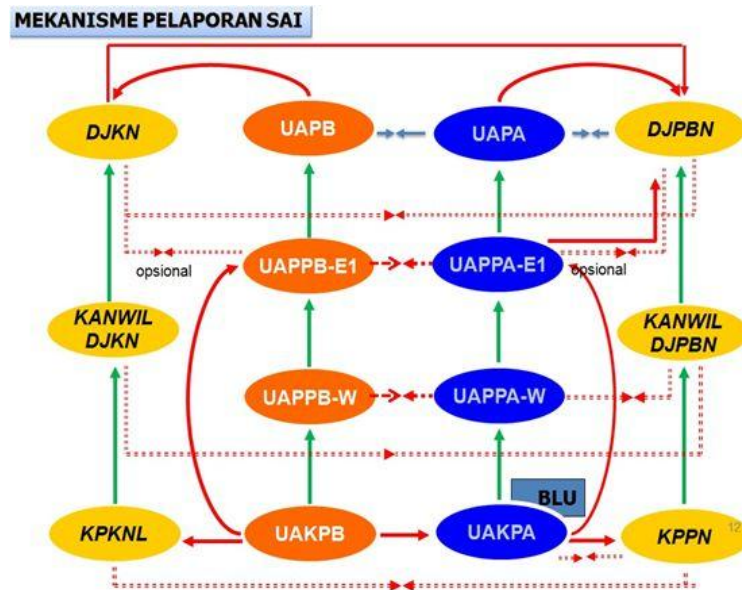 MEKANISME PELAPORAN SAI
DJKN
UAPB
UAPA
DJPBN
opsional
UAPPB-E1
UAPPA-E1
opsional
KANWIL
DJKN
KANWIL
DJPBN
UAPPB-W
UAPPA-W
BLU
KPKNL
UAKPB
UAKPA
KPPN
12